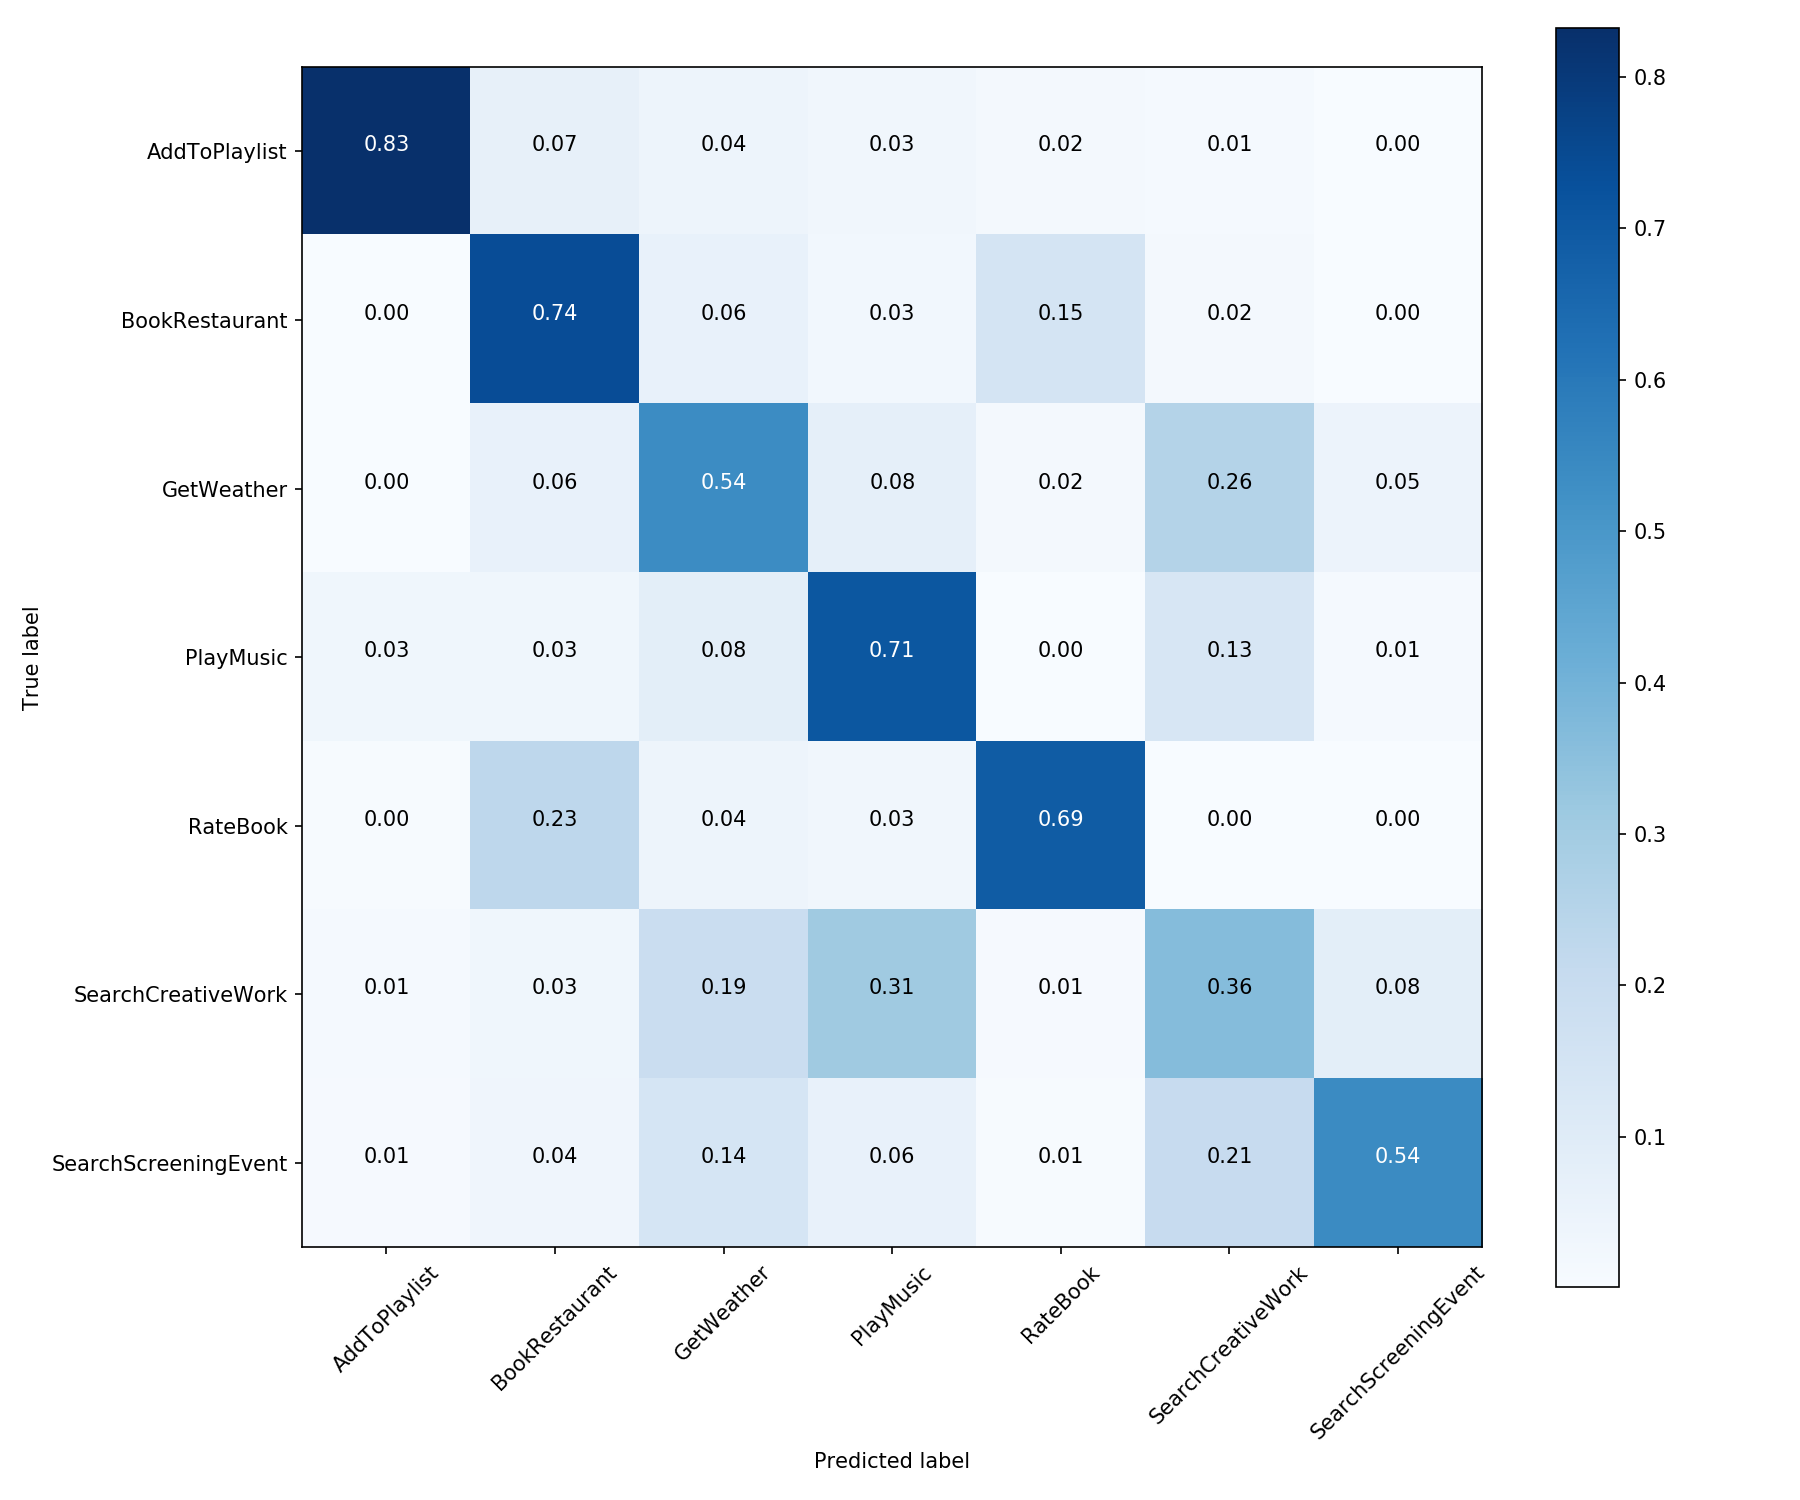 AddToPlaylist 0.83 0.07 0.04 0.03 0.02 0.01 0.00
BookRestaurant 0.00 0.74 0.06 0.03 0.15 0.02 0.00
GetWeather 0.00 0.06 0.54 0.08 0.02 0.26 0.05
PlayMusic 0.03 0.03 0.08 0.71 0.00 0.13 0.01
RateBook 0.00 0.23 0.04 0.03 0.69 0.00 0.00
SearchCreativeWork 0.01 0.03 0.19 0.31 0.01 0.36 0.08
SearchScreeningEvent 0.01 0.04 0.14 0.06 0.01 0.21 0.54
True label
AddToPlaylist
BookRestaurant
GetWeather
PlayMusic
RateBook
SearchCreativeWork
SearchScreeningEvent
Predicted label
0.8
0.7
0.6
0.5
0.4
0.3
0.2
0.1